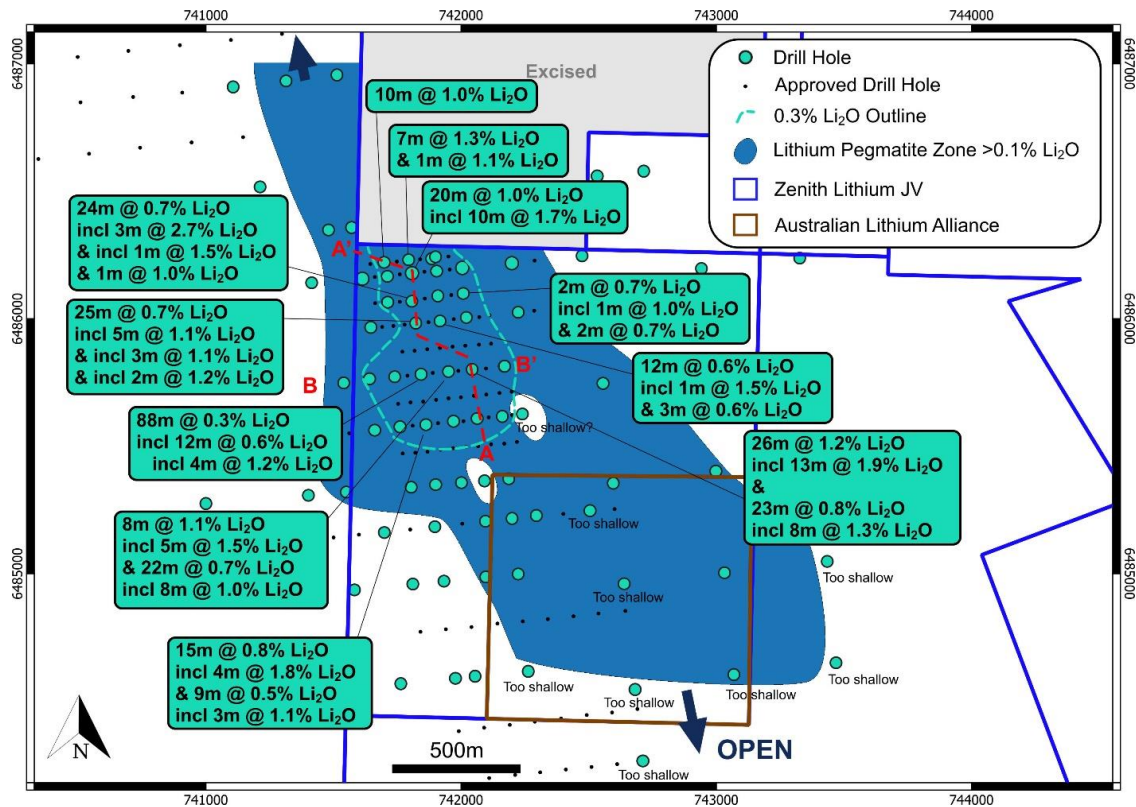 741000
742000
743000
744000
6487000
6487000
Excised
Drill Hole
Approved Drill Hole
0.3% Li₂O Outline
Lithium Pegmatite Zone >0.1% Li₂O
Zenith Lithium JV
Australian Lithium Alliance
10m @ 1.0% Li₂O
7m @ 1.3% Li₂O
& 1m @ 1.1% Li₂O
20m @ 1.0% Li₂O
incl 10m @ 1.7% Li₂O
24m @ 0.7% Li₂O
incl 3m @ 2.7% Li₂O
& incl 1m @ 1.5% Li₂O
& 1m @ 1.0% Li₂O
A'
2m @ 0.7% Li₂O
incl 1m @ 1.0% Li₂O
& 2m @ 0.7% Li₂O
6486000
6486000
25m @ 0.7% Li₂O
incl 5m @ 1.1% Li₂O
& incl 3m @ 1.1% Li₂O
& incl 2m @ 1.2% Li₂O
B
B'
12m @ 0.6% Li₂O
incl 1m @ 1.5% Li₂O
& 3m @ 0.6% Li₂O
88m @ 0.3% Li₂O
incl 12m @ 0.6% Li₂O
incl 4m @ 1.2% Li₂O
Too shallow?
A
26m @ 1.2% Li₂O
incl 13m @ 1.9% Li₂O
&
23m @ 0.8% Li₂O
incl 8m @ 1.3% Li₂O
8m @ 1.1% Li₂O
incl 5m @ 1.5% Li₂O
& 22m @ 0.7% Li₂O
incl 8m @ 1.0% Li₂O
Too shallow
6485000
6485000
Too shallow
Too shallow
15m @ 0.8% Li₂O
incl 4m @ 1.8% Li₂O
& 9m @ 0.5% Li₂O
incl 3m @ 1.1% Li₂O
Too shallow
Too shallow
Too shallow
Too shallow
N
500m
OPEN
Too shallow
741000
742000
743000
744000